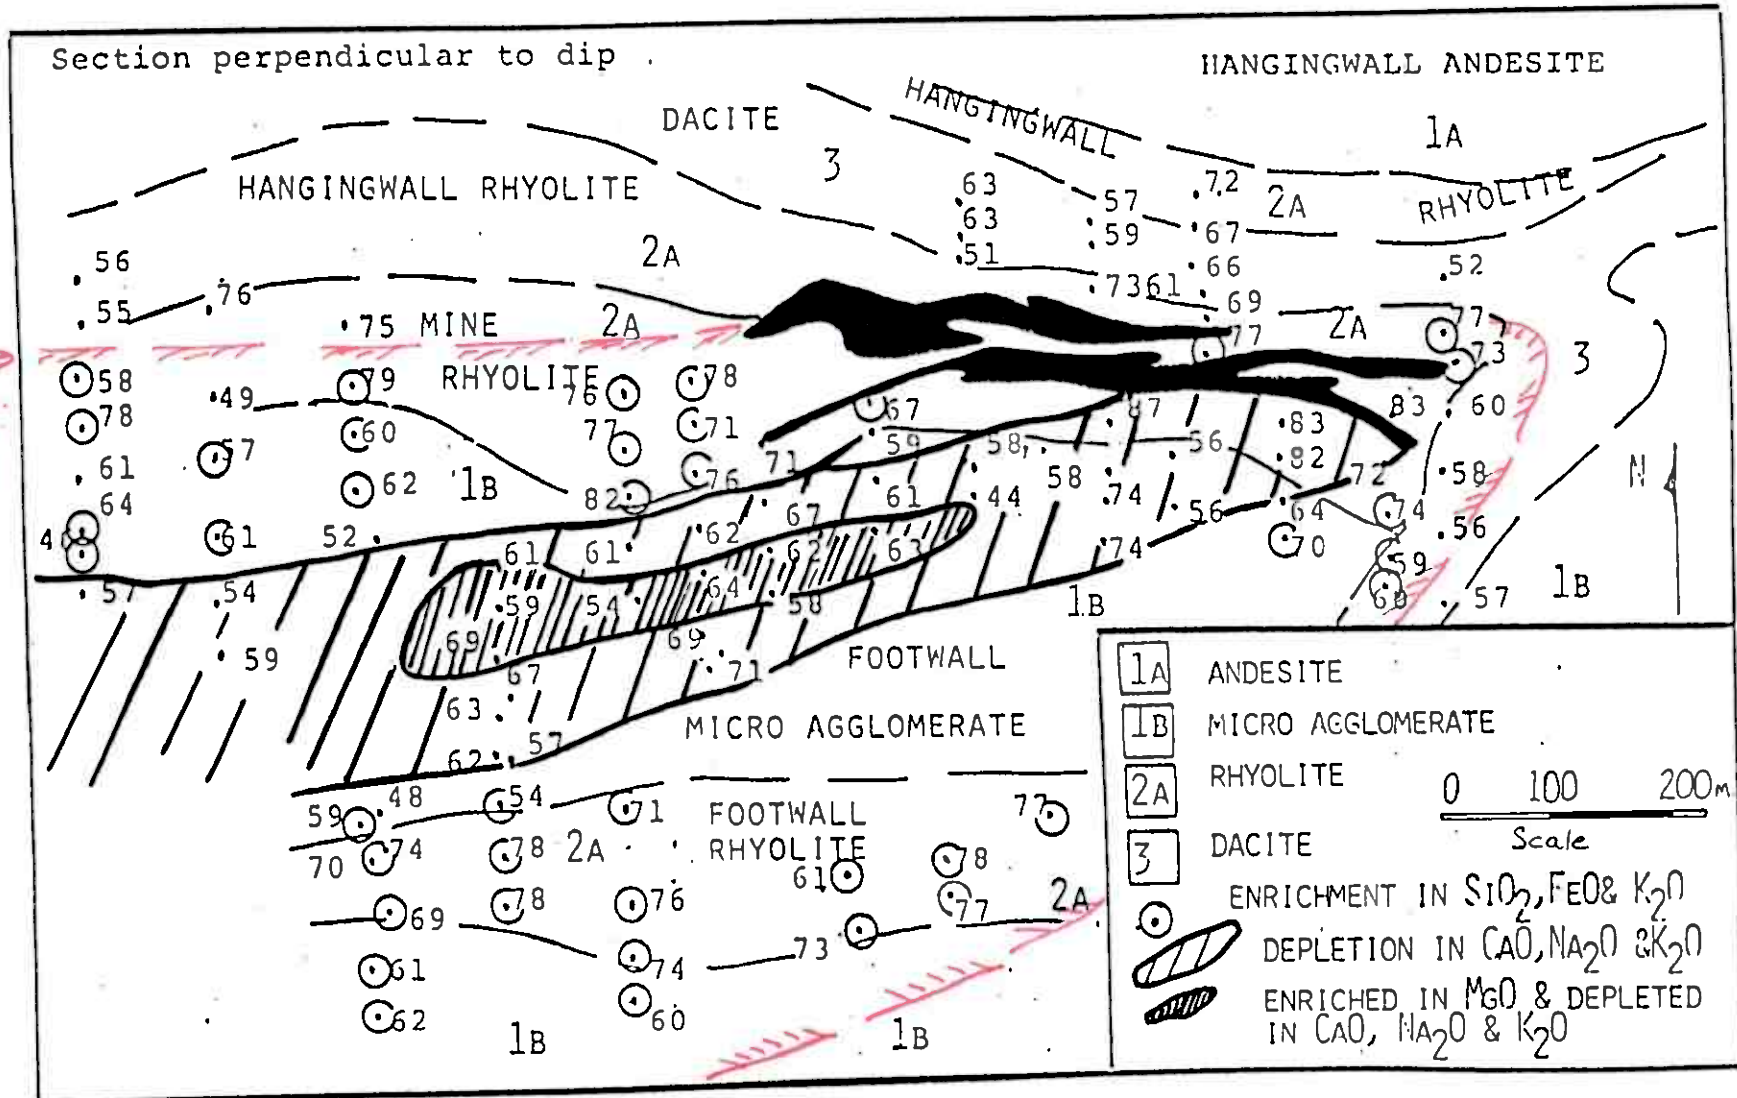 Section perpendicular to dip .
HANGINGWALL ANDESITE
HANGINGWALL
DACITE
1A
3
HANGINGWALL RHYOLITE
63
72
57
2A
RHYOLITE
63
59
67
51
2A
56
66
52
76
7361
69
55
75 MINE
2A
77
2A
77
73
3
RHYOLITE
58
79
76
78
49
67
87
83
83
60
78
60
77
71
59
58
56
57
71
82
58
61
62
1B
76
61
44
58
72
64
82
67
74
56
64
74
N
4
61
52
61
61
62
62
63
74
70
56
57
54
59
54
64
58
1B
59
60
57
1B
59
69
69
67
71
FOOTWALL
63
MICRO AGGLOMERATE
62
57
59
48
54
71
FOOTWALL
77
70
74
78
2A
RHYOLITE
61
78
69
78
76
77
2A
73
61
74
62
60
1B
1B
1A ANDESITE
1B MICRO AGGLOMERATE
2A RHYOLITE
0 100 200m
Scale
3 DACITE
ENRICHMENT IN SiO2, FeO & K2O
DEPLETION IN CaO, Na2O & K2O
ENRICHED IN MgO & DEPLETED
IN CaO, Na2O & K2O